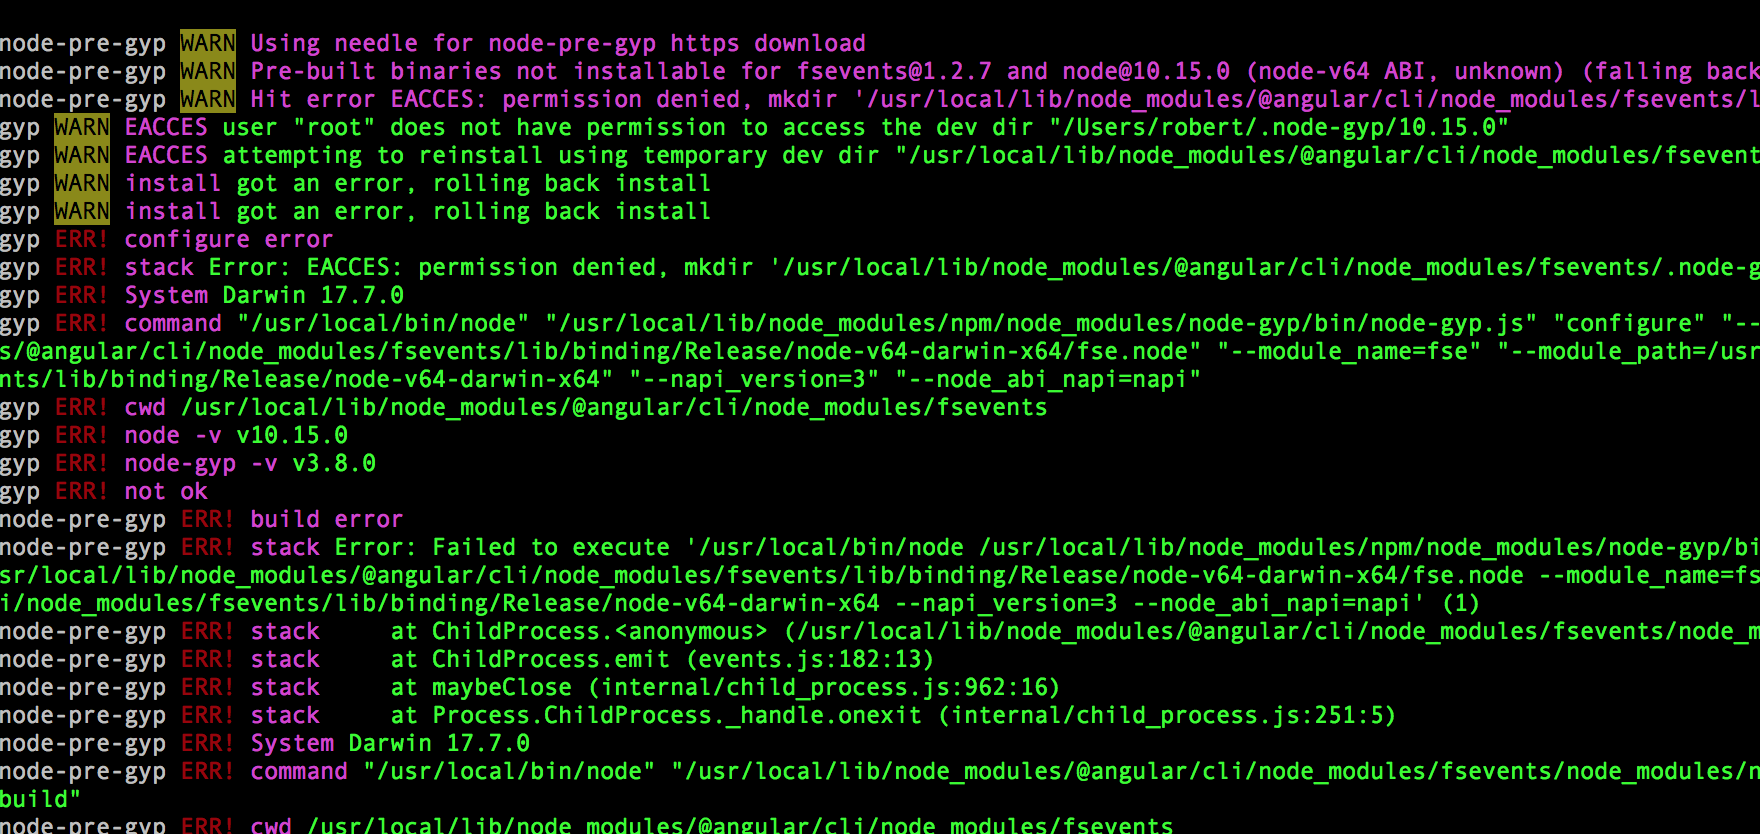 node-pre-gyp WARN Using needle for node-pre-gyp https download
node-pre-gyp WARN Pre-built binaries not installable for fsevents@1.2.7 and node@10.15.0 (node-v64 ABI, unknown) (falling back
node-pre-gyp WARN Hit error EACCES: permission denied, mkdir '/usr/local/lib/node_modules/@angular/cli/node_modules/fsevents/l
gyp WARN EACCES user "root" does not have permission to access the dev dir "/Users/robert/.node-gyp/10.15.0"
gyp WARN EACCES attempting to reinstall using temporary dev dir "/usr/local/lib/node_modules/@angular/cli/node_modules/fsevent
gyp WARN install got an error, rolling back install
gyp WARN install got an error, rolling back install
gyp ERR! configure error
gyp ERR! stack Error: EACCES: permission denied, mkdir '/usr/local/lib/node_modules/@angular/cli/node_modules/fsevents/.node-g
gyp ERR! System Darwin 17.7.0
gyp ERR! command "/usr/local/bin/node" "/usr/local/lib/node_modules/npm/node_modules/node-gyp/bin/node-gyp.js" "configure" "--
s/@angular/cli/node_modules/fsevents/lib/binding/Release/node-v64-darwin-x64/fse.node" "--module_name=fse" "--module_path=/usr
nts/lib/binding/Release/node-v64-darwin-x64" "--napi_version=3" "--node_abi_napi=napi"
gyp ERR! cwd /usr/local/lib/node_modules/@angular/cli/node_modules/fsevents
gyp ERR! node -v v10.15.0
gyp ERR! node-gyp -v v3.8.0
gyp ERR! not ok
node-pre-gyp ERR! build error
node-pre-gyp ERR! stack Error: Failed to execute '/usr/local/bin/node /usr/local/lib/node_modules/npm/node_modules/node-gyp/bi
sr/local/lib/node_modules/@angular/cli/node_modules/fsevents/lib/binding/Release/node-v64-darwin-x64/fse.node --module_name=fs
i/node_modules/fsevents/lib/binding/Release/node-v64-darwin-x64 --napi_version=3 --node_abi_napi=napi' (1)
node-pre-gyp ERR! stack     at ChildProcess.<anonymous> (/usr/local/lib/node_modules/@angular/cli/node_modules/fsevents/node_m
node-pre-gyp ERR! stack     at ChildProcess.emit (events.js:182:13)
node-pre-gyp ERR! stack     at maybeClose (internal/child_process.js:962:16)
node-pre-gyp ERR! stack     at Process.ChildProcess._handle.onexit (internal/child_process.js:251:5)
node-pre-gyp ERR! System Darwin 17.7.0
node-pre-gyp ERR! command "/usr/local/bin/node" "/usr/local/lib/node_modules/@angular/cli/node_modules/fsevents/node_modules/n
build"
node-pre-gyp ERR! cwd /usr/local/lib/node_modules/@angular/cli/node_modules/fsevents